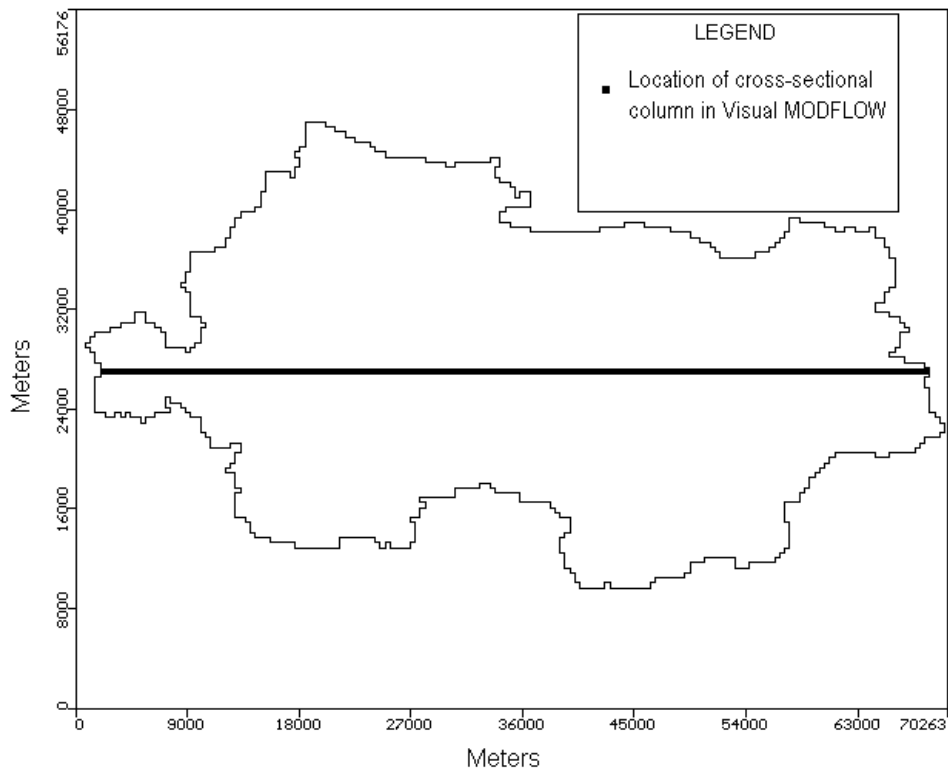 LEGEND
Location of cross-sectional
column in Visual MODFLOW
56176
48000
40000
32000
24000
16000
8000
0
Meters
0 9000 18000 27000 36000 45000 54000 63000 70263
Meters